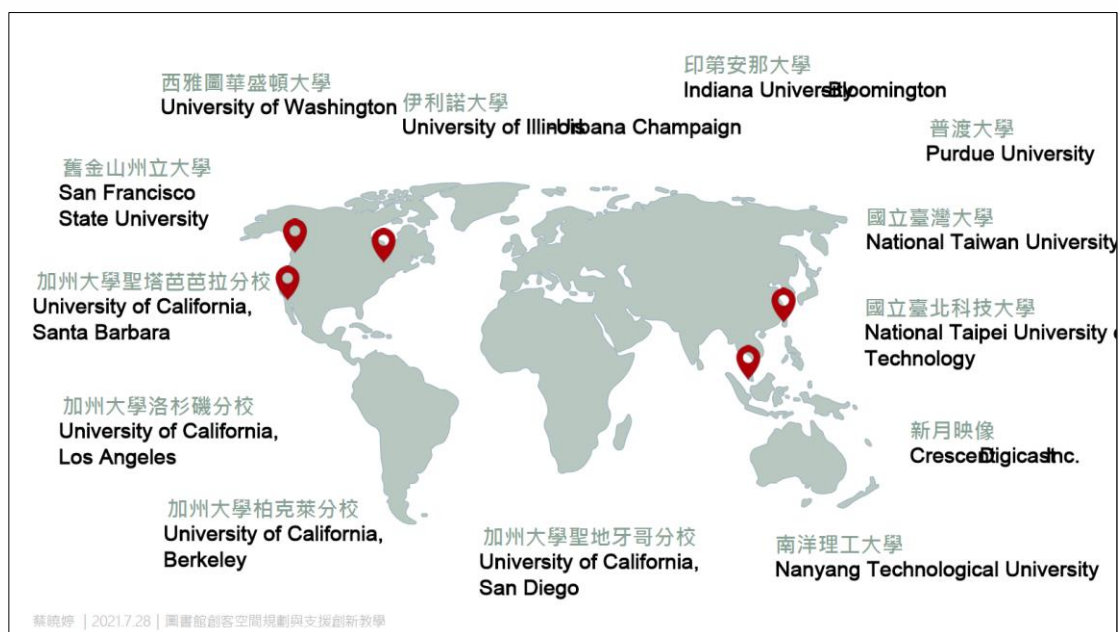 西雅圖華盛頓大學
University of Washington
伊利諾大學
University of Illinois-Urbana Champaign
印第安那大學
Indiana University Bloomington
普渡大學
Purdue University
舊金山州立大學
San Francisco
State University
國立臺灣大學
National Taiwan University
加州大學聖塔芭芭拉分校
University of California,
Santa Barbara
國立臺北科技大學
National Taipei University
Technology
加州大學洛杉磯分校
University of California,
Los Angeles
新月映像
Crescent Digicast Inc.
加州大學柏克萊分校
University of California,
Berkeley
加州大學聖地牙哥分校
University of California,
San Diego
南洋理工大學
Nanyang Technological University
蔡曉婷 | 2021.7.28 | 圖書館創客空間規劃與支援創新教學